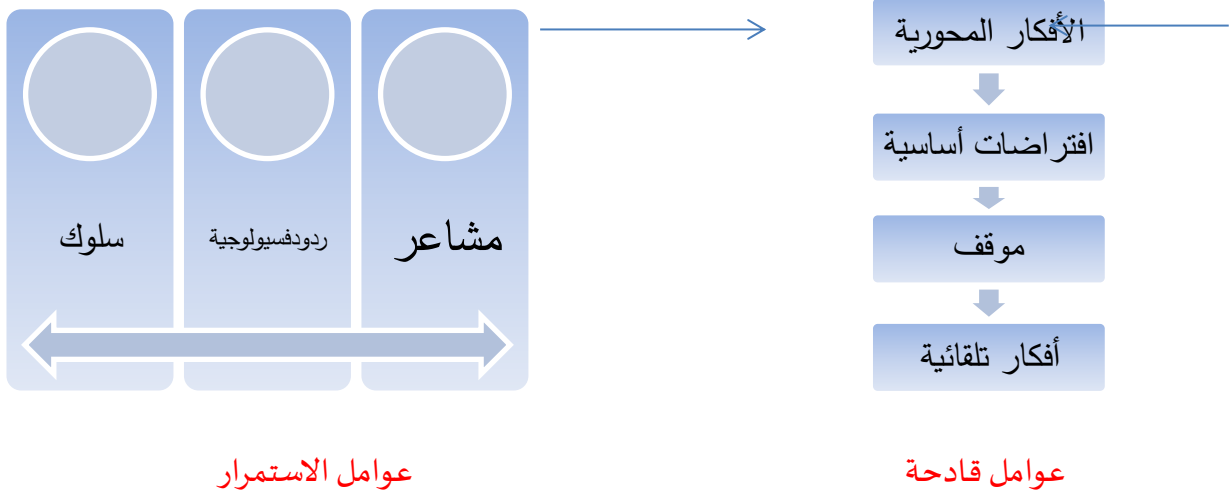 الأفكار المحورية
افتراضات أساسية
موقف
أفكار تلقائية
عوامل قادحة
مشاعر
ردودفسيولوجية
سلوك
عوامل الاستمرار